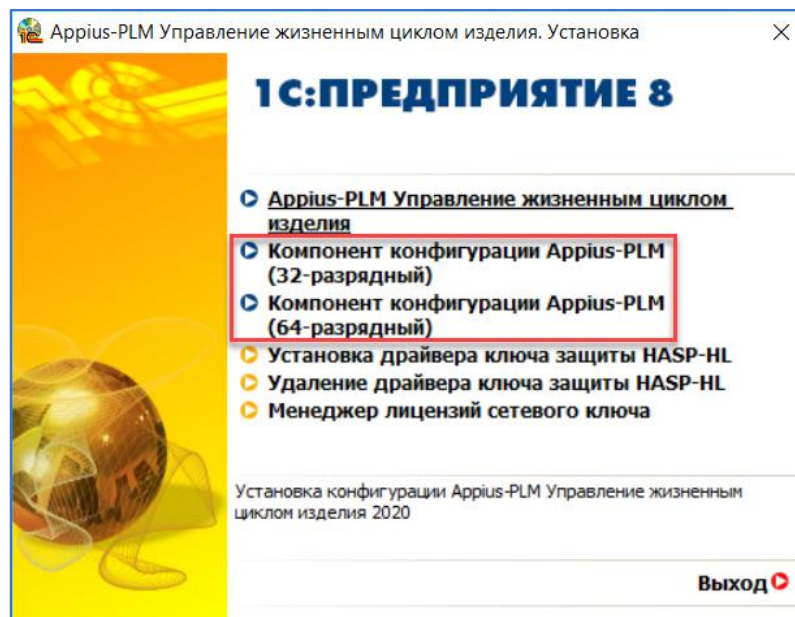 Appius-PLM Управление жизненным циклом изделия. Установка
1С:ПРЕДПРИЯТИЕ 8
Appius-PLM Управление жизненным циклом
изделия
Компонент конфигурации Appius-PLM
(32-разрядный)
Компонент конфигурации Appius-PLM
(64-разрядный)
Установка драйвера ключа защиты HASP-HL
Удаление драйвера ключа защиты HASP-HL
Менеджер лицензий сетевого ключа
Установка конфигурации Appius-PLM Управление жизненным
циклом изделия 2020
Выход